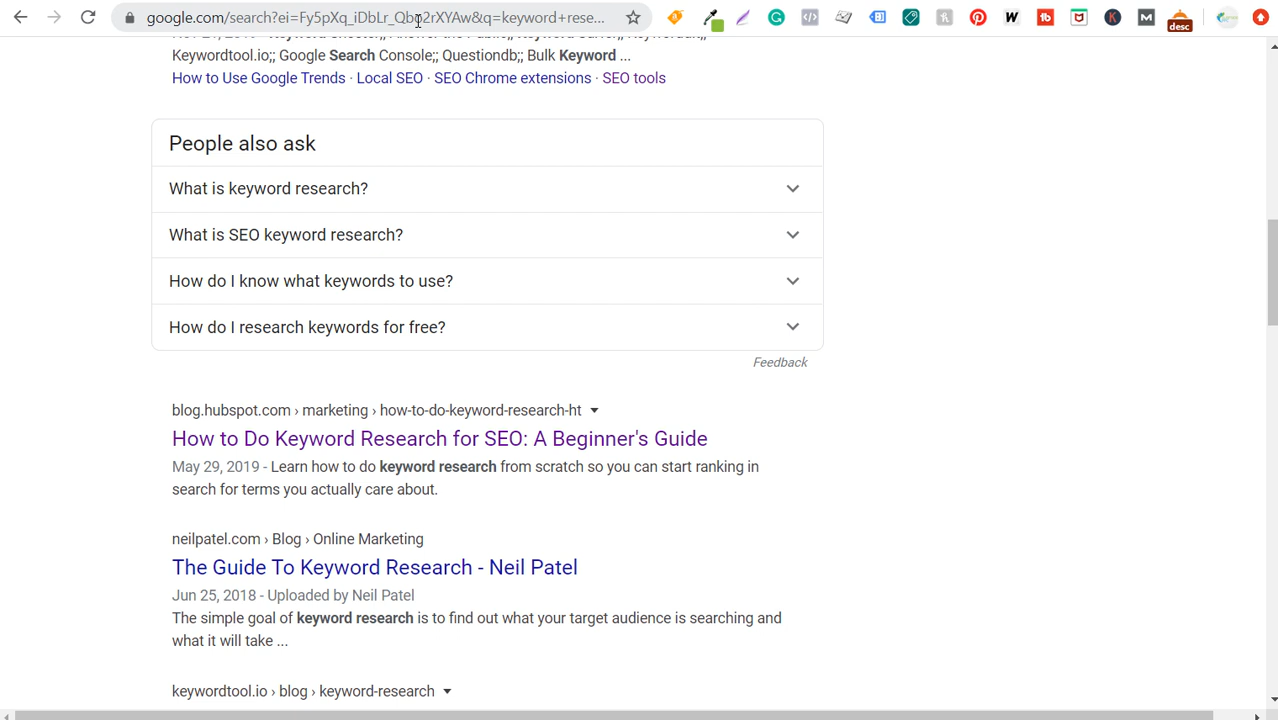 google.com/search?ei=Fy5pXq_iDbLr_Qb
2rXYAw&q=keyword+rese...
desc
Keywordtool.io;; Google Search Console;; Questiondb;; Bulk Keyword ...
How to Use Google Trends · Local SEO · SEO Chrome extensions · SEO tools
People also ask
What is keyword research?
What is SEO keyword research?
How do I know what keywords to use?
How do I research keywords for free?
Feedback
blog.hubspot.com › marketing › how-to-do-keyword-research-ht
How to Do Keyword Research for SEO: A Beginner's Guide
May 29, 2019 - Learn how to do keyword research from scratch so you can start ranking in
search for terms you actually care about.
neilpatel.com › Blog › Online Marketing
The Guide To Keyword Research - Neil Patel
Jun 25, 2018 - Uploaded by Neil Patel
The simple goal of keyword research is to find out what your target audience is searching and
what it will take ...
keywordtool.io › blog › keyword-research